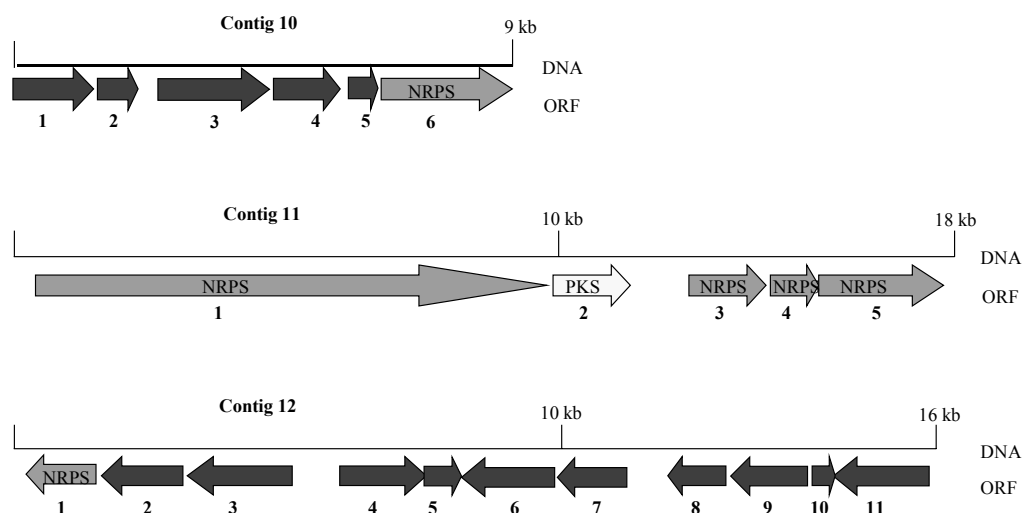 Contig 10
9 kb
DNA
NRPS
ORF
1 2 3 4 5 6
Contig 11
10 kb
18 kb
DNA
NRPS PKS NRPS NRPS NRPS
ORF
1 2 3 4 5
Contig 12
10 kb
16 kb
DNA
NRPS
ORF
1 2 3 4 5 6 7 8 9 10 11